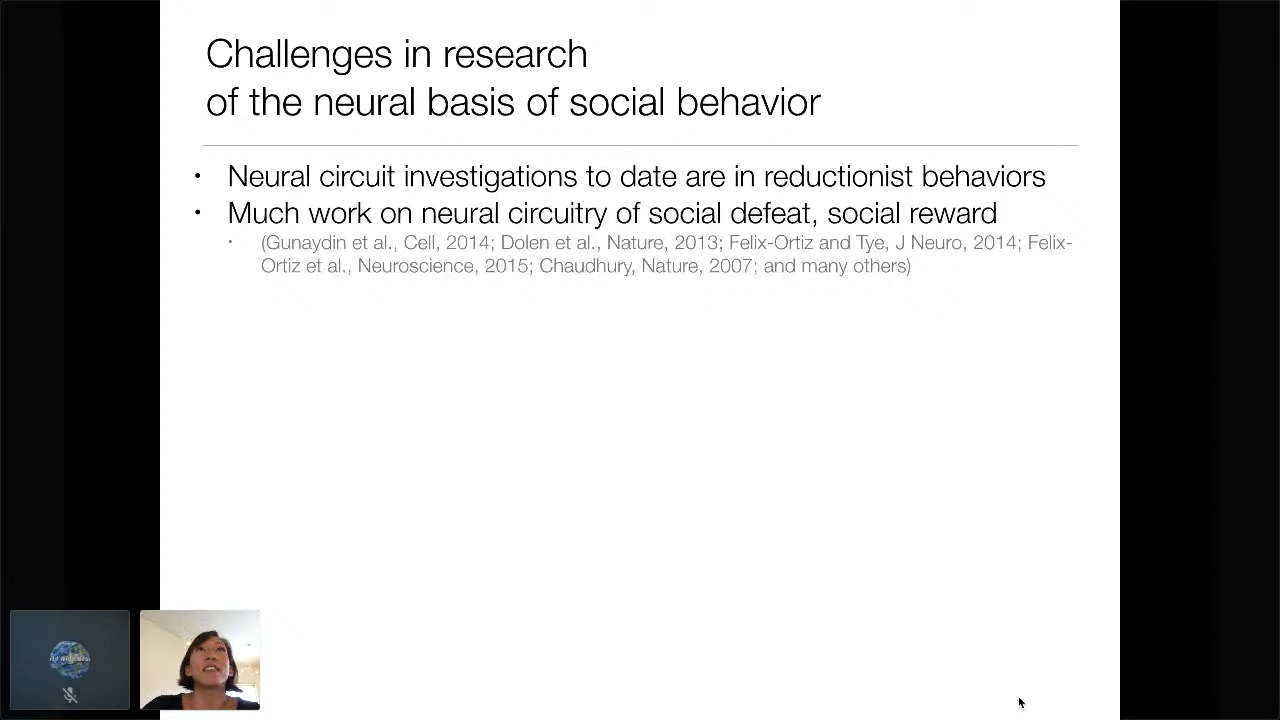 Challenges in research
of the neural basis of social behavior
• Neural circuit investigations to date are in reductionist behaviors
• Much work on neural circuitry of social defeat, social reward
• (Gunaydin et al., Cell, 2014; Dolen et al., Nature, 2013; Felix-Ortiz and Tye, J Neuro, 2014; Felix-
Ortiz et al., Neuroscience, 2015; Chaudhury, Nature, 2007; and many others)